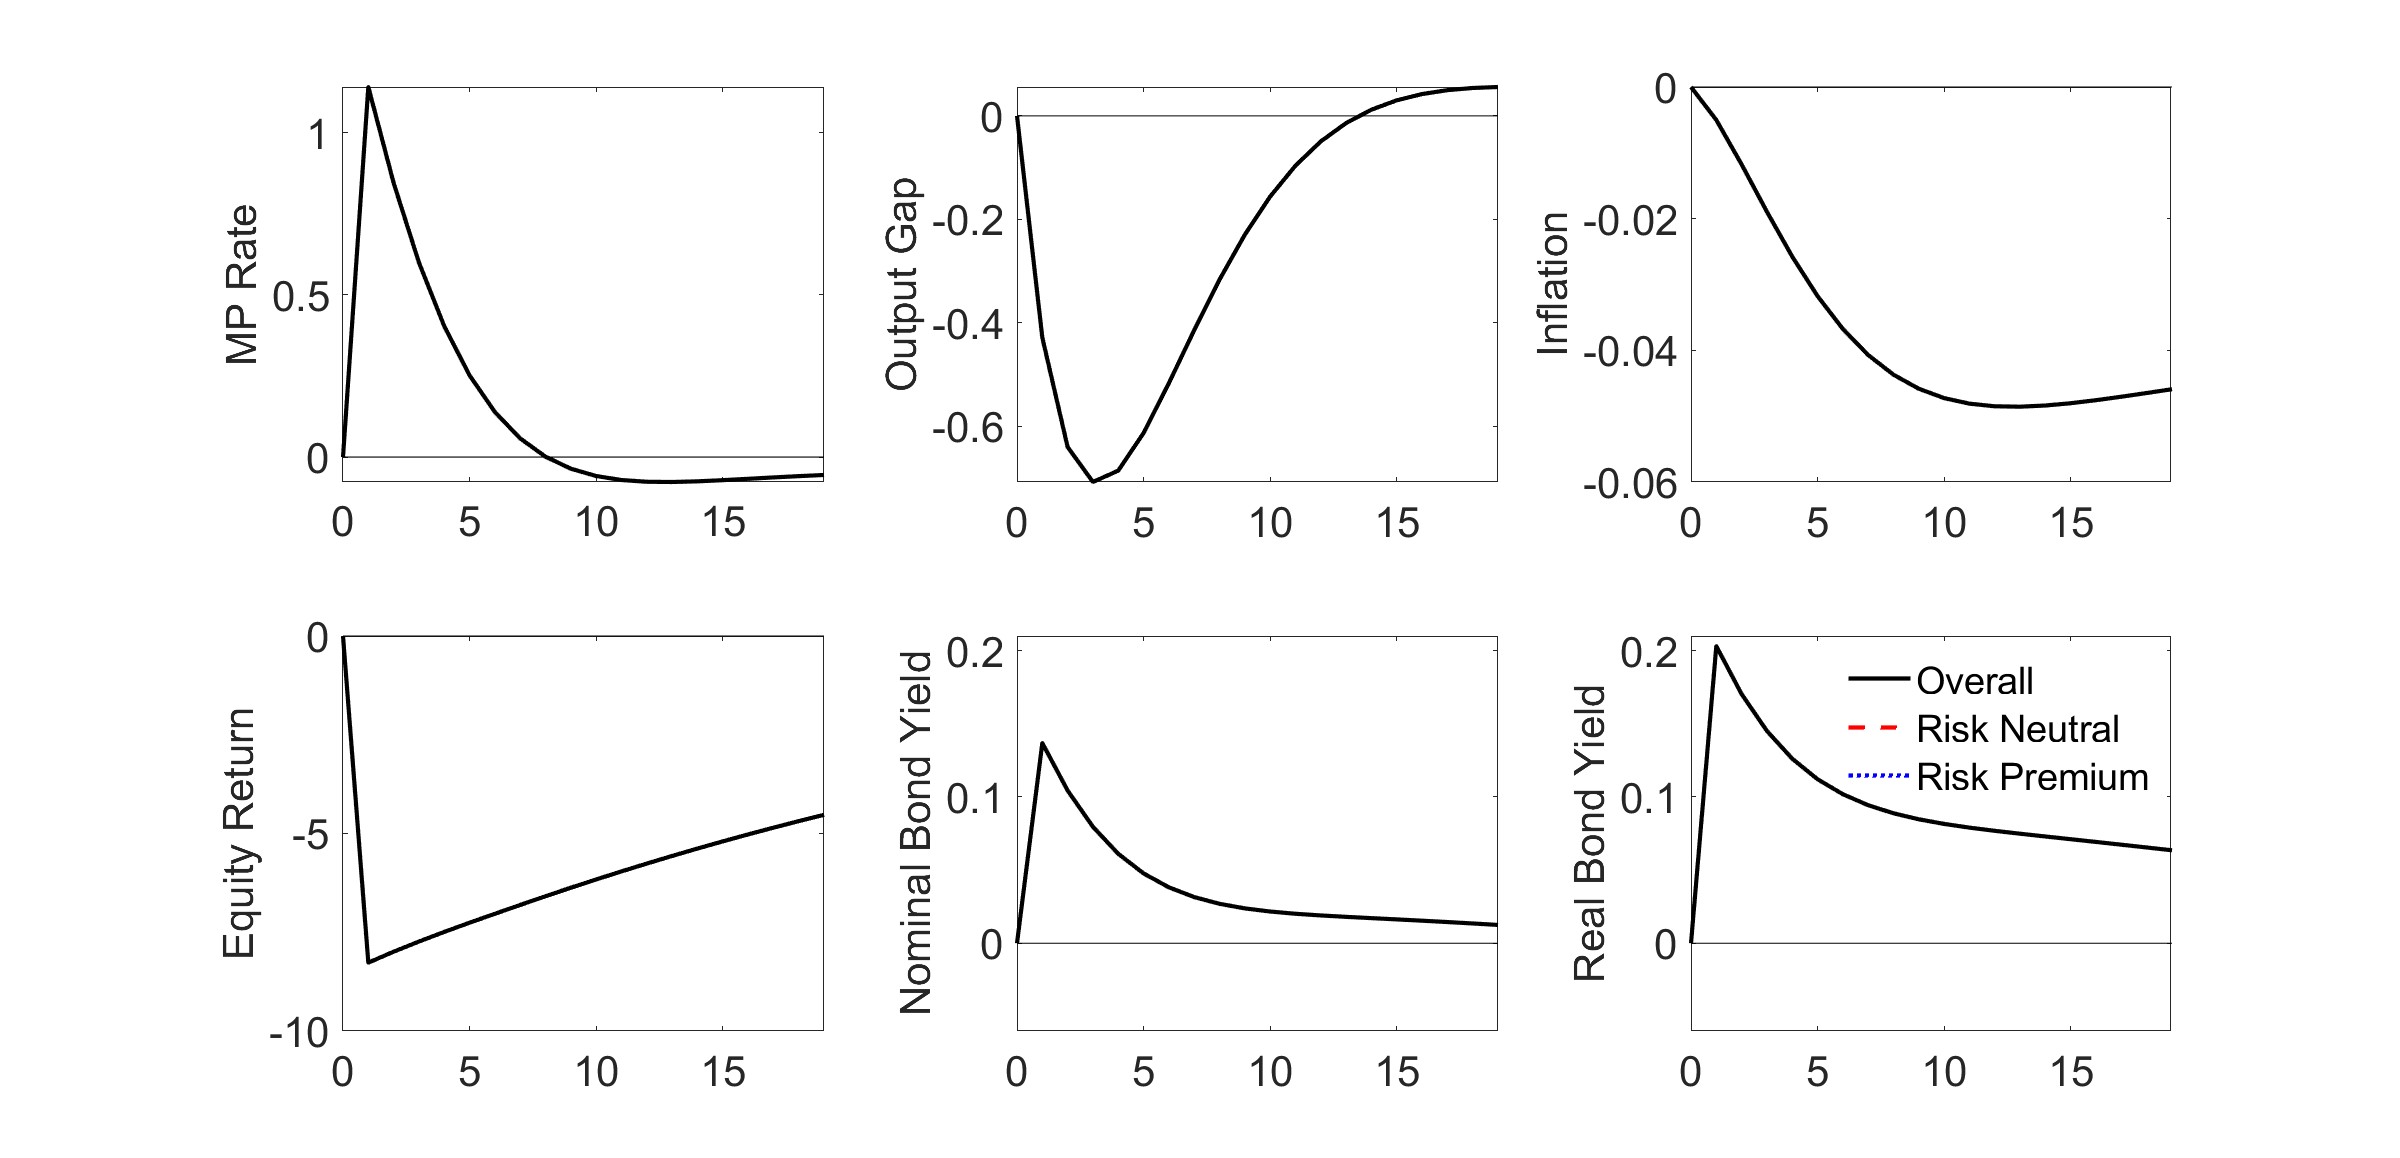 MP Rate
1
0.5
0
0 5 10 15
Output Gap
0
-0.2
-0.4
-0.6
0 5 10 15
Inflation
0
-0.02
-0.04
-0.06
0 5 10 15
Equity Return
0
-5
-10
0 5 10 15
Nominal Bond Yield
0.2
0.1
0
0 5 10 15
Real Bond Yield
0.2
0.1
0
0 5 10 15
Overall
Risk Neutral
Risk Premium